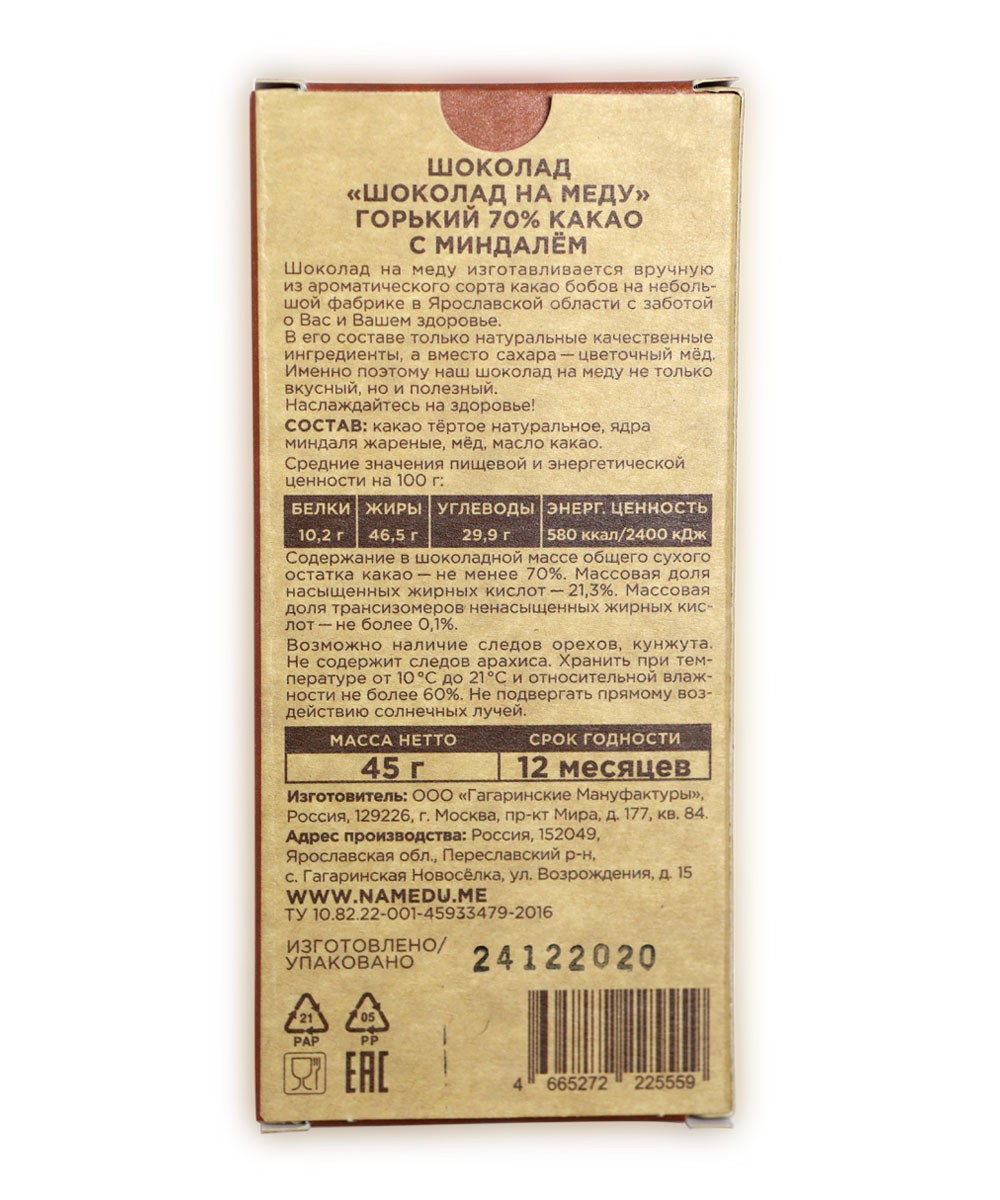 ШОКОЛАД
«ШОКОЛАД НА МЕДУ»
ГОРЬКИЙ 70% КАКАО
С МИНДАЛЁМ
Шоколад на меду изготавливается вручную
из ароматического сорта какао бобов на неболь-
шой фабрике в Ярославской области с заботой
о Вас и Вашем здоровье.
В его составе только натуральные качественные
ингредиенты, а вместо сахара — цветочный мёд.
Именно поэтому наш шоколад на меду не только
вкусный, но и полезный.
Наслаждайтесь на здоровье!
СОСТАВ: какао тёртое натуральное, ядра
миндаля жареные, мёд, масло какао.
Средние значения пищевой и энергетической
ценности на 100 г:
БЕЛКИ ЖИРЫ УГЛЕВОДЫ ЭНЕРГ. ЦЕННОСТЬ
10,2 г 46,5 г 29,9 г 580 ккал/2400 кДж
Содержание в шоколадной массе общего сухого
остатка какао — не менее 70%. Массовая доля
насыщенных жирных кислот — 21,3%. Массовая
доля трансизомеров ненасыщенных жирных кис-
лот — не более 0,1%.
Возможно наличие следов орехов, кунжута.
Не содержит следов арахиса. Хранить при тем-
пературе от 10 °С до 21 °С и относительной влаж-
ности не более 60%. Не подвергать прямому воз-
действию солнечных лучей.
МАССА НЕТТО СРОК ГОДНОСТИ
45 г 12 месяцев
Изготовитель: ООО «Гагаринские Мануфактуры»,
Россия, 129226, г. Москва, пр-кт Мира, д. 177, кв. 84.
Адрес производства: Россия, 152049,
Ярославская обл., Переславский р-н,
с. Гагаринская Новосёлка, ул. Возрождения, д. 15
WWW.NAMEDU.ME
ТУ 10.82.22-001-45933479-2016
ИЗГОТОВЛЕНО/
УПАКОВАНО 24122020
21 05
PAP PP
EAC
4 665272 225559